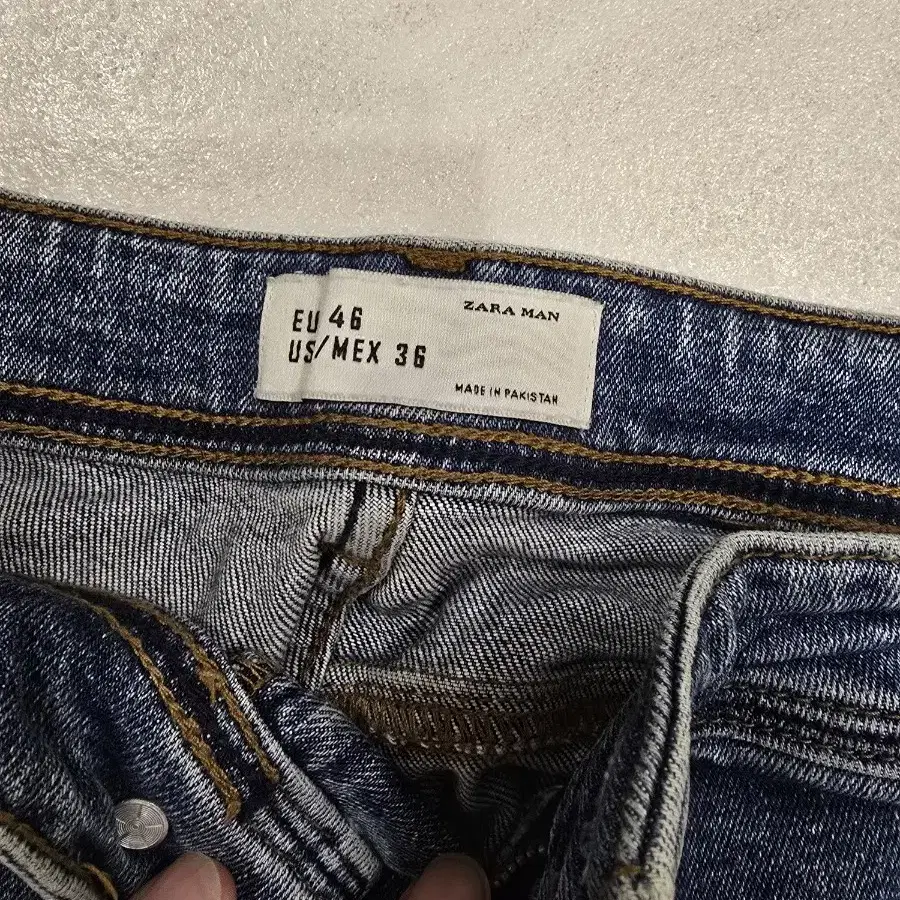 ZARA MAN
EU 46
US/MEX 36
MADE IN PAKISTAN